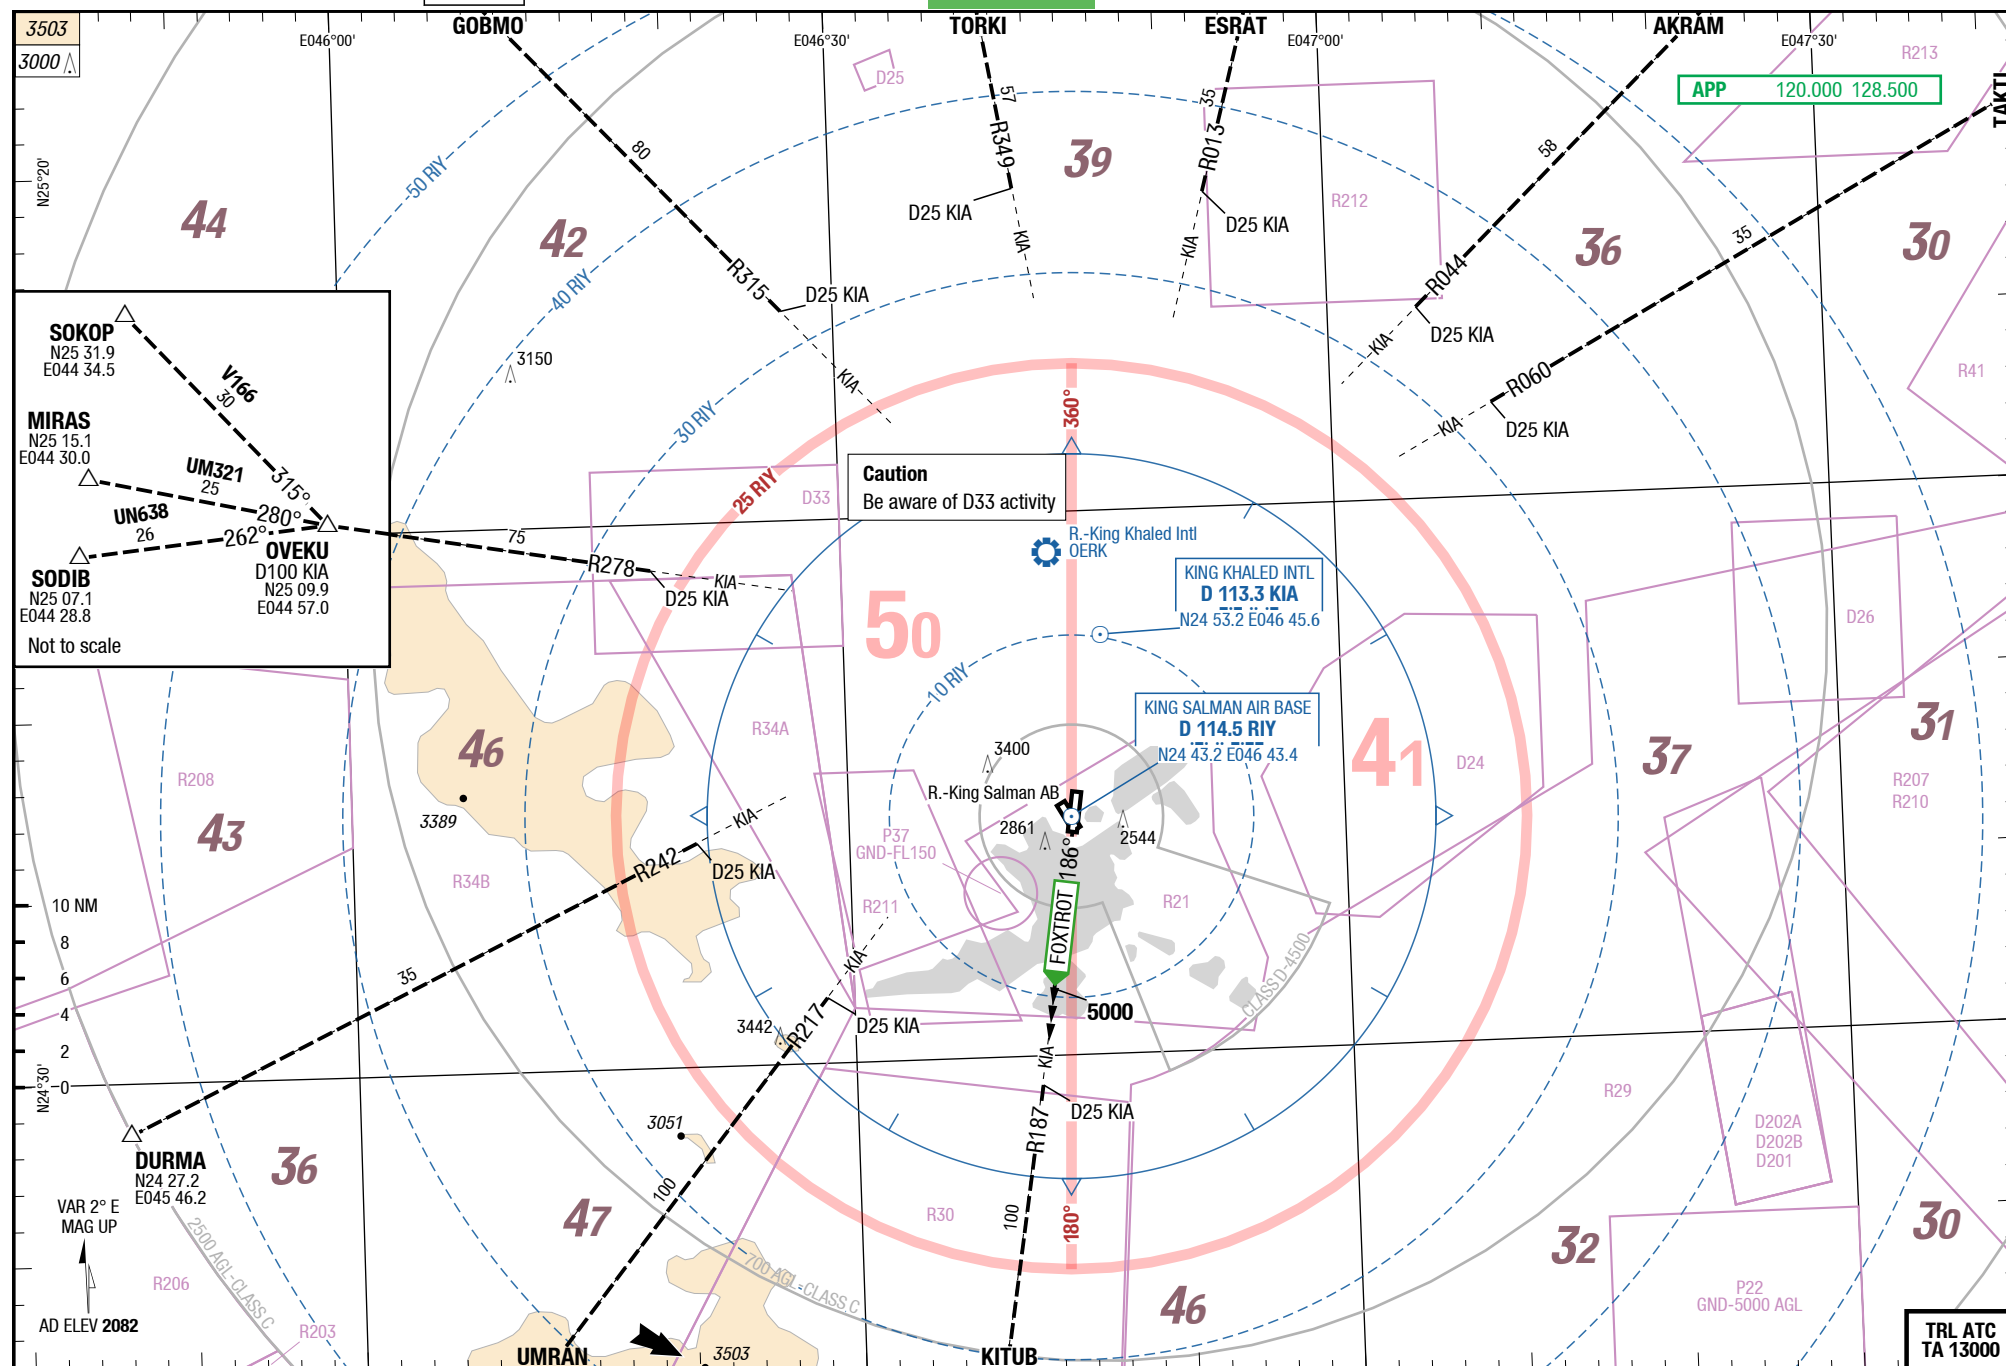 3503
3000
GOBMO
TORKI
ESRAT
AKRAM
TAKTI
E046°00'
E046°30'
E047°00'
E047°30'
R213
APP 120.000 128.500
D25
50 RIY
80
57
R349
35
R013
39
58
N25°20'
44
42
D25 KIA
KIA
D25 KIA
KIA
R212
36
35
30
40 RIY
R315
D25 KIA
R044
D25 KIA
KIA
SOKOP
N25 31.9
E044 34.5
V166
30
3150
KIA
R060
D25 KIA
KIA
R41
MIRAS
N25 15.1
E044 30.0
UM321
25
315°
280°
UN638
26
262°
OVEKU
D100 KIA
N25 09.9
E044 57.0
SODIB
N25 07.1
E044 28.8
Not to scale
30 RIY
360°
25 RIY
D33
Caution
Be aware of D33 activity
75
R278
KIA
D25 KIA
R.-King Khaled Intl
OERK
KING KHALED INTL
D 113.3 KIA
N24 53.2 E046 45.6
50
10 RIY
D26
KING SALMAN AIR BASE
D 114.5 RIY
N24 43.2 E046 43.4
46
R34A
3400
41
D24
37
31
R208
R207
R210
3389
43
R.-King Salman AB
2861
2544
KIA
P37
GND-FL150
R242
D25 KIA
186°
R34B
R211
R21
FOXTROT
10 NM
8
6
4
2
0
N24°30'
35
KIA
CLASS D-4500
3442
R217
D25 KIA
5000
KIA
R29
D25 KIA
R187
3051
D202A
D202B
D201
DURMA
N24 27.2
E045 46.2
36
VAR 2° E
MAG UP
47
100
R30
100
180°
32
30
2500 AGL-CLASS C
700 AGL-CLASS C
R206
46
P22
GND-5000 AGL
AD ELEV 2082
R203
UMRAN
3503
KITUB
TRL ATC
TA 13000